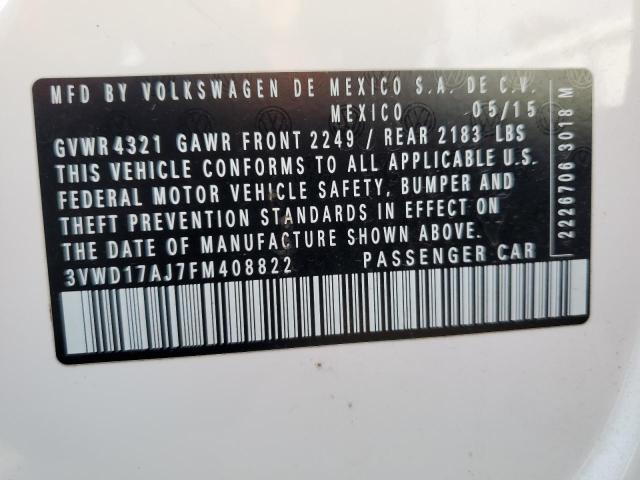 MFD BY VOLKSWAGEN DE MEXICO S.A. DE C.V.
MEXICO 05/15
GVWR 4321 GAWR FRONT 2249 / REAR 2183 LBS
THIS VEHICLE CONFORMS TO ALL APPLICABLE U.S.
FEDERAL MOTOR VEHICLE SAFETY, BUMPER AND
THEFT PREVENTION STANDARDS IN EFFECT ON
THE DATE OF MANUFACTURE SHOWN ABOVE.
3VWD17AJ7FM408822 PASSENGER CAR
2226706 3018 M